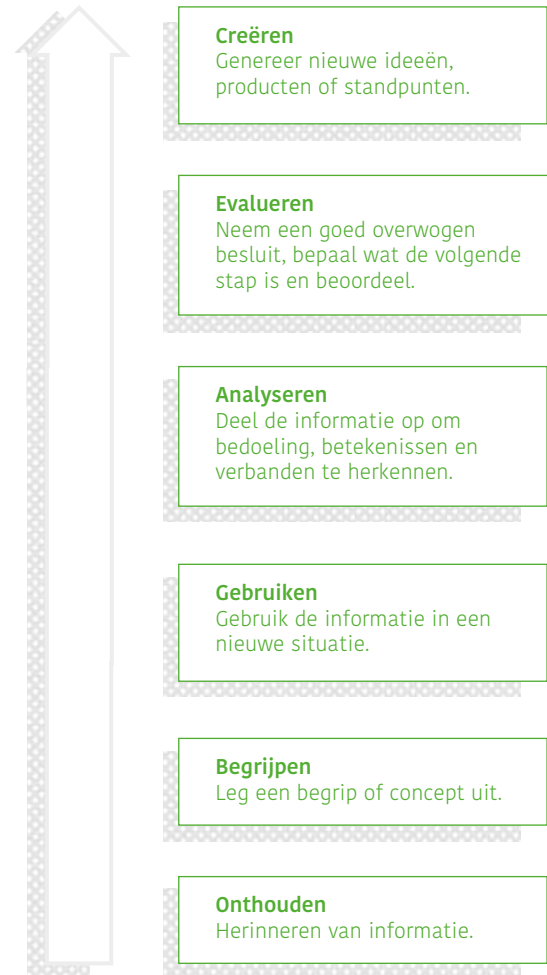 Creëren
Genereer nieuwe ideeën,
producten of standpunten.
Evalueren
Neem een goed overwogen
besluit, bepaal wat de volgende
stap is en beoordeel.
Analyseren
Deel de informatie op om
bedoeling, betekenissen en
verbanden te herkennen.
Gebruiken
Gebruik de informatie in een
nieuwe situatie.
Begrijpen
Leg een begrip of concept uit.
Onthouden
Herinneren van informatie.